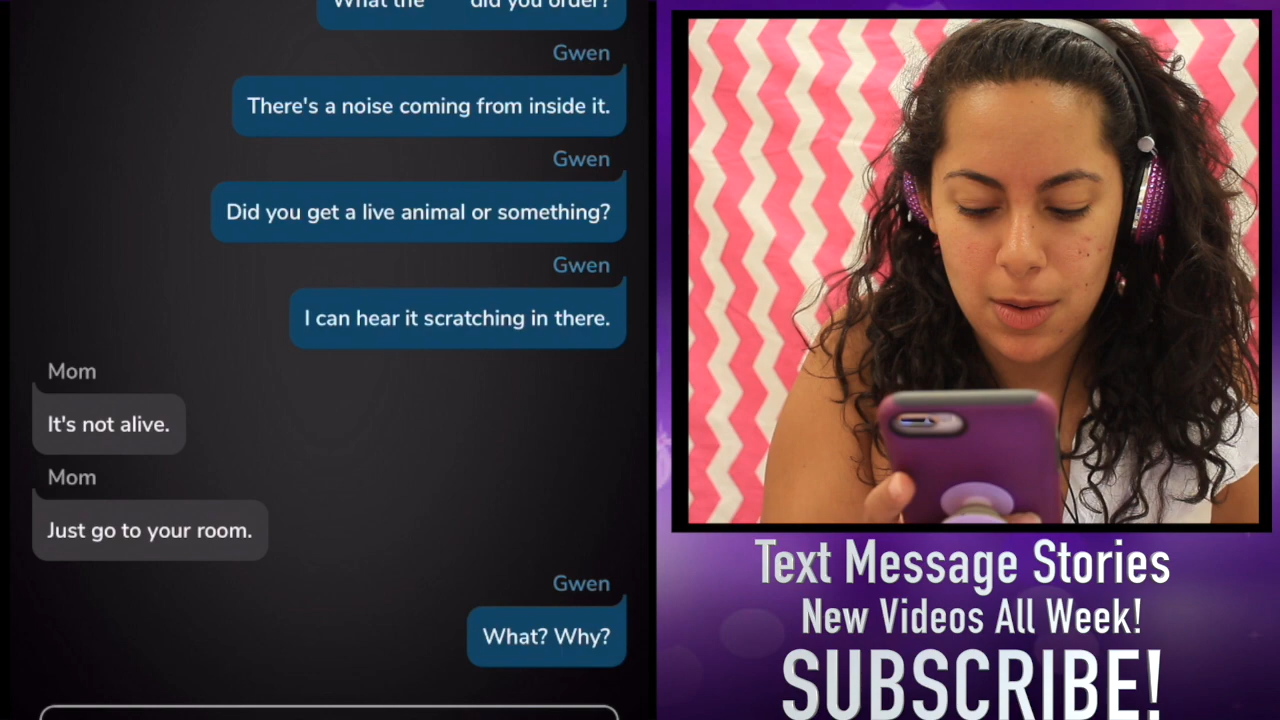 What the did you order?
Gwen
There's a noise coming from inside it.
Gwen
Did you get a live animal or something?
Gwen
I can hear it scratching in there.
Mom
It's not alive.
Mom
Just go to your room.
Gwen
What? Why?
Text Message Stories
New Videos All Week!
SUBSCRIBE!